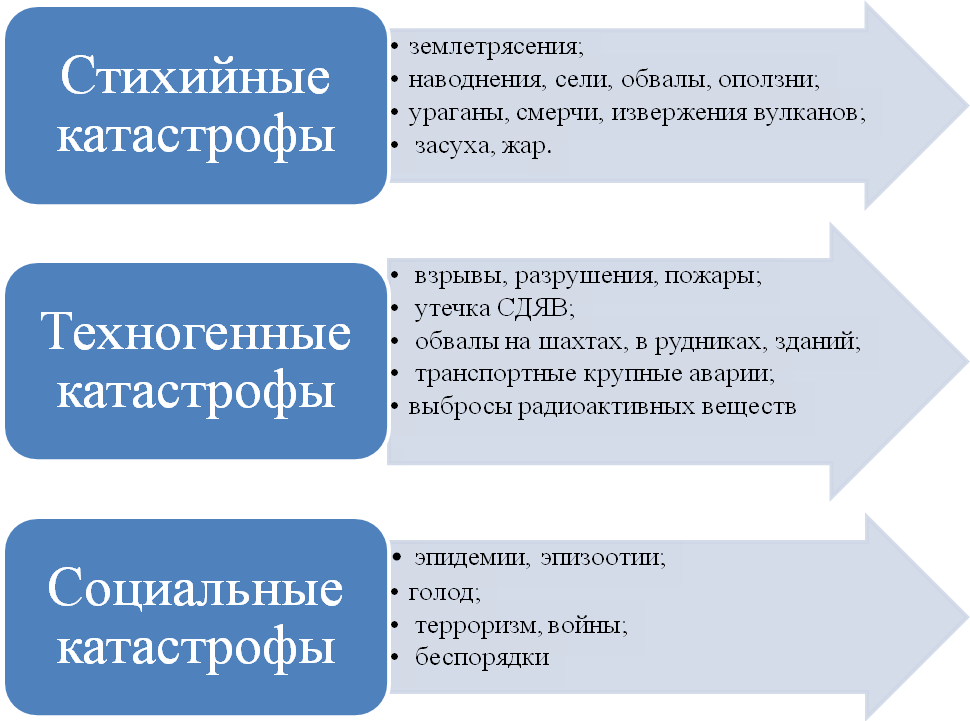 Стихийные
катастрофы
• землетрясения;
• наводнения, сели, обвалы, оползни;
• ураганы, смерчи, извержения вулканов;
• засуха, жар.
Техногенные
катастрофы
• взрывы, разрушения, пожары;
• утечка СДЯВ;
• обвалы на шахтах, в рудниках, зданий;
• транспортные крупные аварии;
• выбросы радиоактивных веществ
Социальные
катастрофы
• эпидемии, эпизоотии;
• голод;
• терроризм, войны;
• беспорядки